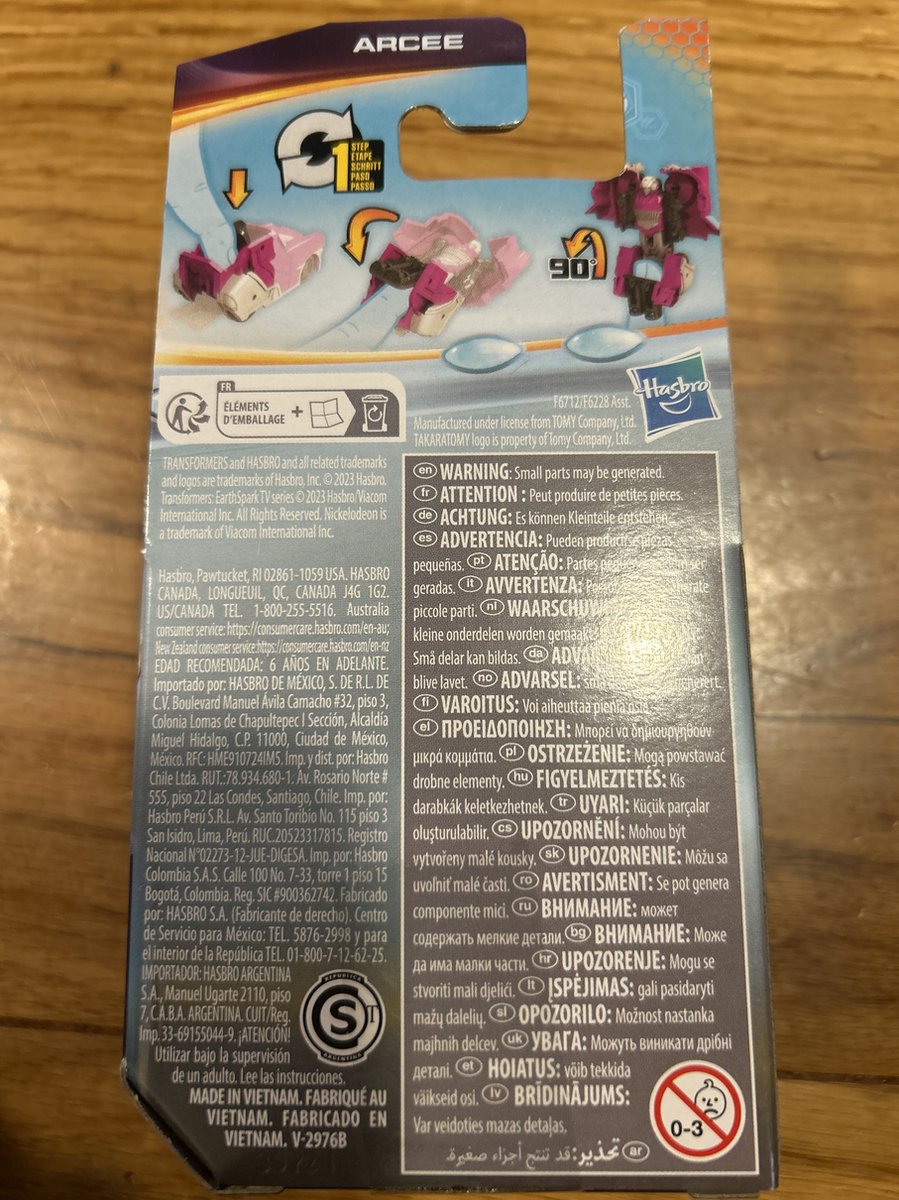 ARCEE
1 STEP
ETAPE
SCHRITT
PASO
PASSO
90°
FR
ÉLÉMENTS
D'EMBALLAGE
+
Hasbro
F6712/F6228 Asst.
Manufactured under license from TOMY Company, Ltd.
TAKARATOMY logo is property of Tomy Company, Ltd.
TRANSFORMERS and HASBRO and all related trademarks
and logos are trademarks of Hasbro, Inc. © 2023 Hasbro.
Transformers: EarthSpark TV series © 2023 Hasbro/Viacom
International Inc. All Rights Reserved. Nickelodeon is
a trademark of Viacom International Inc.
Hasbro, Pawtucket, RI 02861-1059 USA. HASBRO
CANADA, LONGUEUIL, QC, CANADA J4G 1G2.
US/CANADA TEL. 1-800-255-5516. Australia
consumer service: https://consumercare.hasbro.com/en-au;
New Zealand consumer service:https://consumercare.hasbro.com/en-nz
EDAD RECOMENDADA: 6 AÑOS EN ADELANTE.
Importado por: HASBRO DE MÉXICO, S. DE R.L. DE
C.V. Boulevard Manuel Ávila Camacho #32, piso 3,
Colonia Lomas de Chapultepec I Sección, Alcaldía
Miguel Hidalgo, C.P. 11000, Ciudad de México,
México. RFC: HME910724IM5. Imp. y dist. por: Hasbro
Chile Ltda. RUT.:78.934.680-1. Av. Rosario Norte #
555, piso 22 Las Condes, Santiago, Chile. Imp. por:
Hasbro Perú S.R.L. Av. Santo Toribio No. 115 piso 3
San Isidro, Lima, Perú. RUC.20523317815. Registro
Nacional N°02273-12-JUE-DIGESA. Imp. por: Hasbro
Colombia S.A.S. Calle 100 No. 7-33, torre 1 piso 15
Bogotá, Colombia. Reg. SIC #900362742. Fabricado
por: HASBRO S.A. (Fabricante de derecho). Centro
de Servicio para México: TEL. 5876-2998 y para
el interior de la República TEL. 01-800-7-12-62-25.
IMPORTADOR: HASBRO ARGENTINA
S.A., Manuel Ugarte 2110, piso
7, C.A.B.A. ARGENTINA. CUIT/Reg.
Imp. 33-69155044-9. ¡ATENCIÓN!
Utilizar bajo la supervisión
de un adulto. Lee las instrucciones.
MADE IN VIETNAM. FABRIQUÉ AU
VIETNAM. FABRICADO EN
VIETNAM. V-2976B
REPUBLICA
S T
ARGENTINA
en WARNING: Small parts may be generated.
fr ATTENTION : Peut produire de petites pièces.
de ACHTUNG: Es können Kleinteile entstehen.
es ADVERTENCIA: Pueden producirse piezas
pequeñas. pt ATENÇÃO: Partes ser
geradas. it AVVERTENZA:
piccole parti. nl
kleine onderdelen worden
Små delar kan bildas. da
blive lavet. no ADVARSEL:
fi VAROITUS: Voi aiheuttaa pieniä
el ΠΡΟΕΙΔΟΠΟΙΗΣΗ: Μπορεί να δημιουργηθούν
μικρά κομμάτια. pl OSTRZEŻENIE: Mogą powstawać
drobne elementy. hu FIGYELMEZTETÉS: Kis
darabkák keletkezhetnek. tr UYARI: Küçük parçalar
oluşturulabilir. cs UPOZORNĚNÍ: Mohou být
vytvořeny malé kousky. sk UPOZORNENIE: Môžu sa
uvoľniť malé časti. ro AVERTISMENT: Se pot genera
componente mici. ru ВНИМАНИЕ: может
содержать мелкие детали. bg ВНИМАНИЕ: Може
да има малки части. hr UPOZORENJE: Mogu se
stvoriti mali djelići. lt ĮSPĖJIMAS: gali pasidaryti
mažų dalelių. sl OPOZORILO: Možnost nastanka
majhnih delcev. uk УВАГА: Можуть виникати дрібні
деталі. et HOIATUS: võib tekkida
väikseid osi. lv BRĪDINĀJUMS:
Var veidoties mazas detaļas.
ar تحذير: قد تنتج أجزاء صغيرة.
0-3